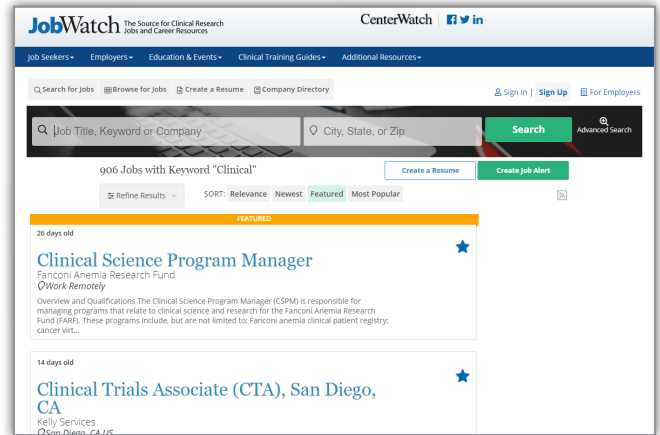 JobWatch The Source for Clinical Research
Jobs and Career Resources
CenterWatch
Job Seekers Employers Education & Events Clinical Training Guides Additional Resources
Search for Jobs Browse for Jobs Create a Resume Company Directory
Sign In | Sign Up For Employers
Job Title, Keyword or Company
City, State, or Zip
Search
Advanced Search
906 Jobs with Keyword "Clinical"
Create a Resume
Create Job Alert
Refine Results
SORT: Relevance Newest Featured Most Popular
FEATURED
26 days old
Clinical Science Program Manager
Fanconi Anemia Research Fund
Work Remotely
Overview and Qualifications The Clinical Science Program Manager (CSPM) is responsible for
managing programs that relate to clinical science and research for the Fanconi Anemia Research
Fund (FARF). These programs include, but are not limited to: Fanconi anemia clinical patient registry;
cancer virt...
14 days old
Clinical Trials Associate (CTA), San Diego,
CA
Kelly Services
San Diego, CA US